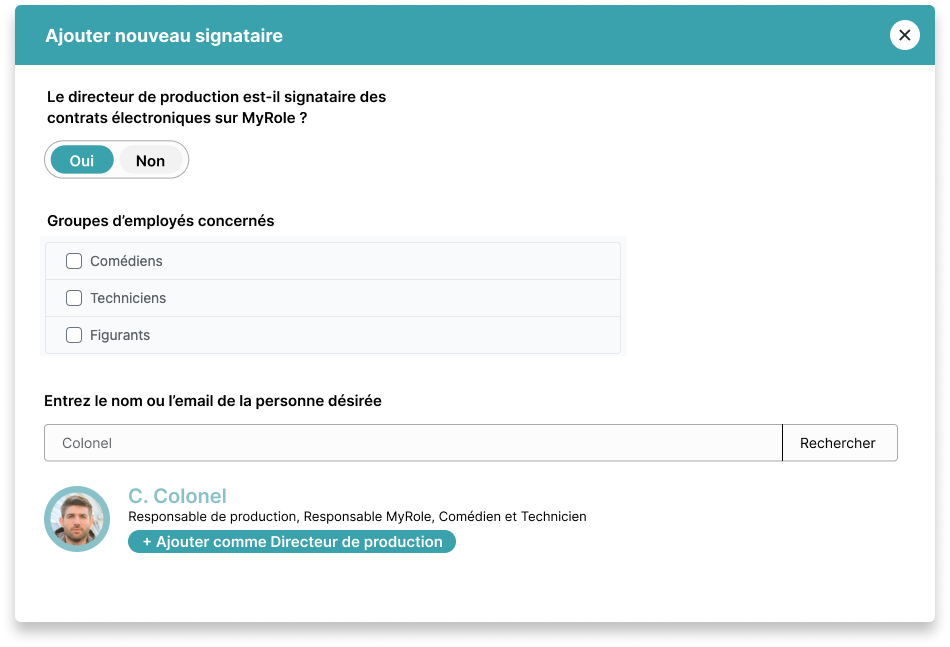 Ajouter nouveau signataire
Le directeur de production est-il signataire des
contrats électroniques sur MyRole ?
Oui Non
Groupes d’employés concernés
Comédiens
Techniciens
Figurants
Entrez le nom ou l’email de la personne désirée
Colonel Rechercher
C. Colonel
Responsable de production, Responsable MyRole, Comédien et Technicien
+ Ajouter comme Directeur de production